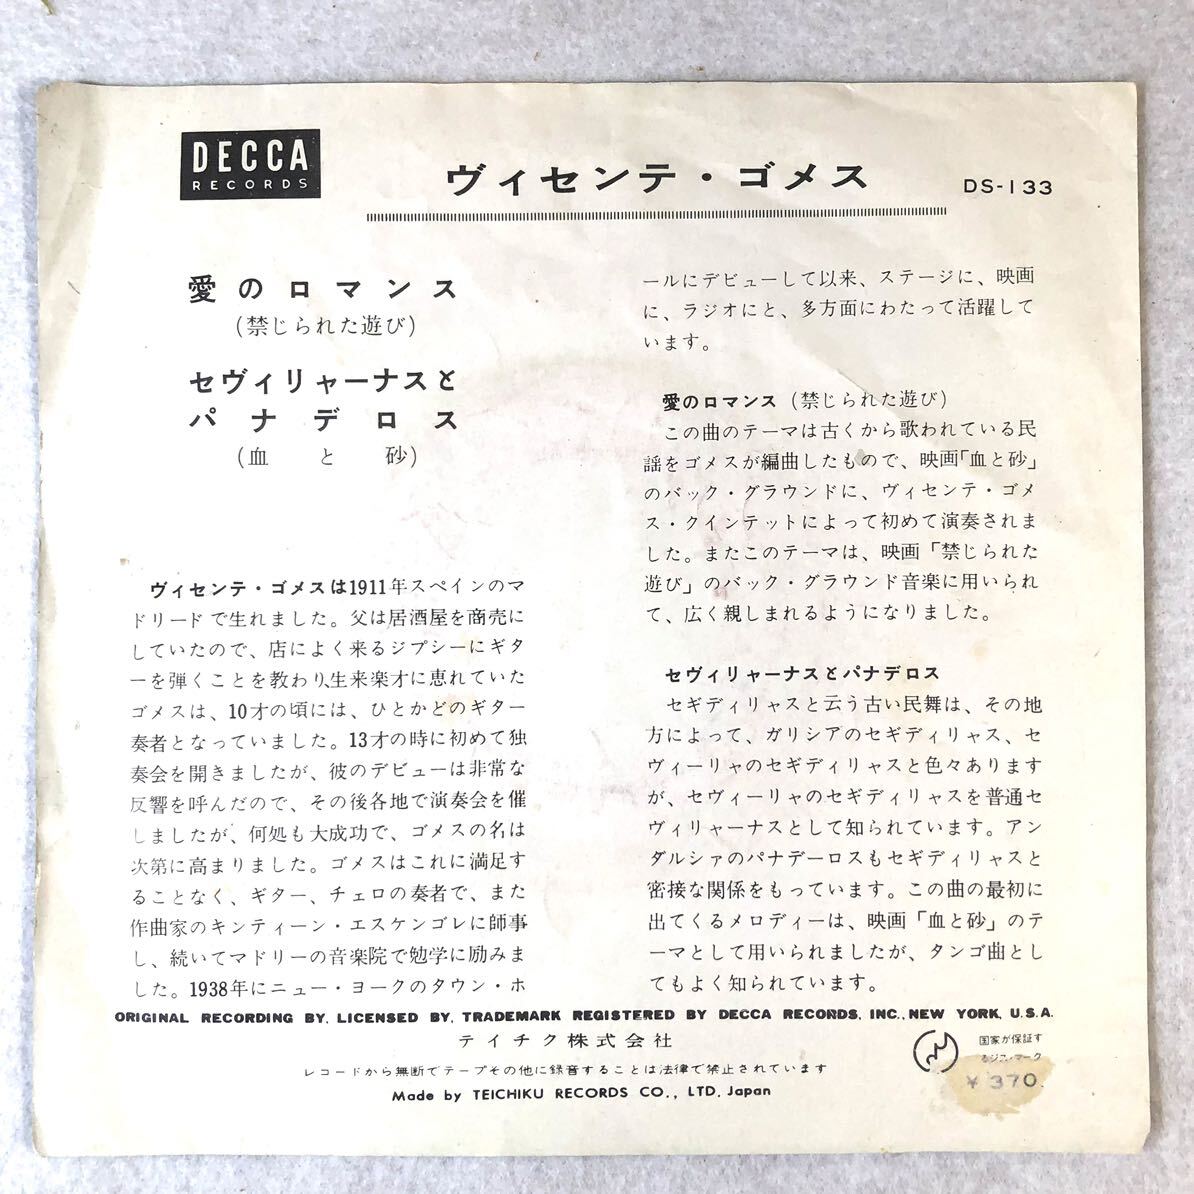 DECCA
RECORDS
ヴィセンテ・ゴメス
DS-133
愛のロマンス
(禁じられた遊び)
セヴィリャーナスと
パナデロス
(血と砂)
ヴィセンテ・ゴメスは1911年スペインのマ
ドリードで生れました。父は居酒屋を商売に
していたので、店によく来るジプシーにギタ
ーを弾くことを教わり、生来楽才に恵れていた
ゴメスは、10才の頃には、ひとかどのギター
奏者となっていました。13才の時に初めて独
奏会を開きましたが、彼のデビューは非常な
反響を呼んだので、その後各地で演奏会を催
しましたが、何処も大成功で、ゴメスの名は
次第に高まりました。ゴメスはこれに満足す
ることなく、ギター、チェロの奏者で、また
作曲家のキンティーン・エスケンゴレに師事
し、続いてマドリーの音楽院で勉学に励みま
した。1938年にニュー・ヨークのタウン・ホ
ールにデビューして以来、ステージに、映画
に、ラジオにと、多方面にわたって活躍して
います。
愛のロマンス(禁じられた遊び)
この曲のテーマは古くから歌われている民
謡をゴメスが編曲したもので、映画「血と砂」
のバック・グラウンドに、ヴィセンテ・ゴメ
ス・クインテットによって初めて演奏されま
した。またこのテーマは、映画「禁じられた
遊び」のバック・グラウンド音楽に用いられ
て、広く親しまれるようになりました。
セヴィリャーナスとパナデロス
セギディリャスと云う古い民舞は、その地
方によって、ガリシアのセギディリャス、セ
ヴィーリャのセギディリャスと色々あります
が、セヴィーリャのセギディリャスを普通セ
ヴィリャーナスとして知られています。アン
ダルシァのパナデーロスもセギディリャスと
密接な関係をもっています。この曲の最初に
出てくるメロディーは、映画「血と砂」のテ
ーマとして用いられましたが、タンゴ曲とし
てもよく知られています。
ORIGINAL RECORDING BY, LICENSED BY, TRADEMARK REGISTERED BY DECCA RECORDS, INC., NEW YORK, U.S.A.
テイチク株式会社
レコードから無断でテープその他に録音することは法律で禁止されています
Made by TEICHIKU RECORDS CO., LTD. Japan
国家が保証す
るジスマーク
¥370.